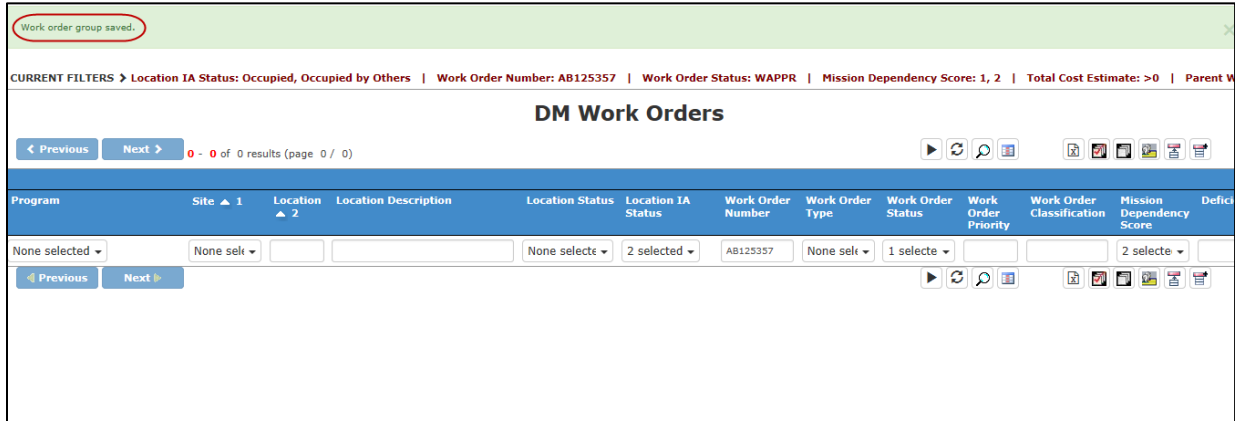 Work order group saved.
CURRENT FILTERS > Location IA Status: Occupied, Occupied by Others | Work Order Number: AB125357 | Work Order Status: WAPPR | Mission Dependency Score: 1, 2 | Total Cost Estimate: >0 | Parent W
DM Work Orders
Previous Next 0 - 0 of 0 results (page 0 / 0)
Program Site 1 Location 2 Location Description Location Status Location IA Status Work Order Number Work Order Type Work Order Status Work Order Priority Work Order Classification Mission Dependency Score Defici
None selected None sele None selecte 2 selected AB125357 None sele 1 selecte 2 selecte
Previous Next